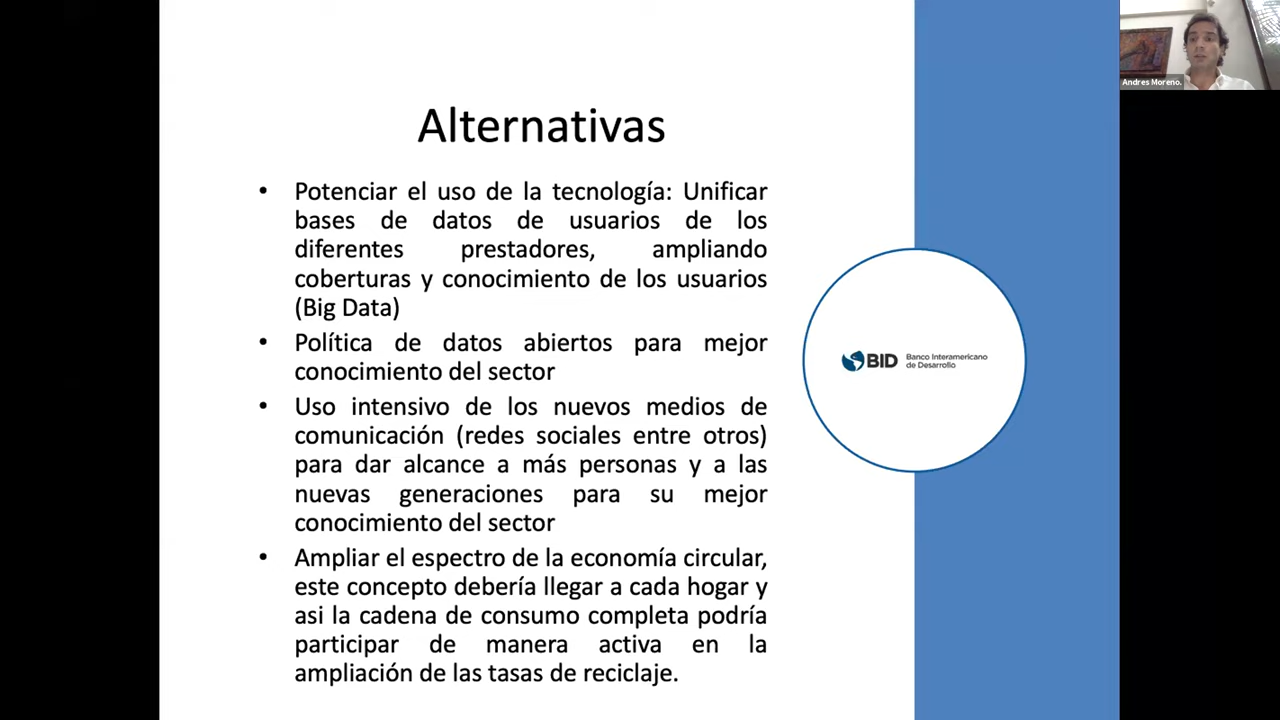 Andres Moreno.
Alternativas
• Potenciar el uso de la tecnología: Unificar
bases de datos de usuarios de los
diferentes prestadores, ampliando
coberturas y conocimiento de los usuarios
(Big Data)
• Política de datos abiertos para mejor
conocimiento del sector
• Uso intensivo de los nuevos medios de
comunicación (redes sociales entre otros)
para dar alcance a más personas y a las
nuevas generaciones para su mejor
conocimiento del sector
• Ampliar el espectro de la economía circular,
este concepto debería llegar a cada hogar y
asi la cadena de consumo completa podría
participar de manera activa en la
ampliación de las tasas de reciclaje.
BID Banco Interamericano
de Desarrollo